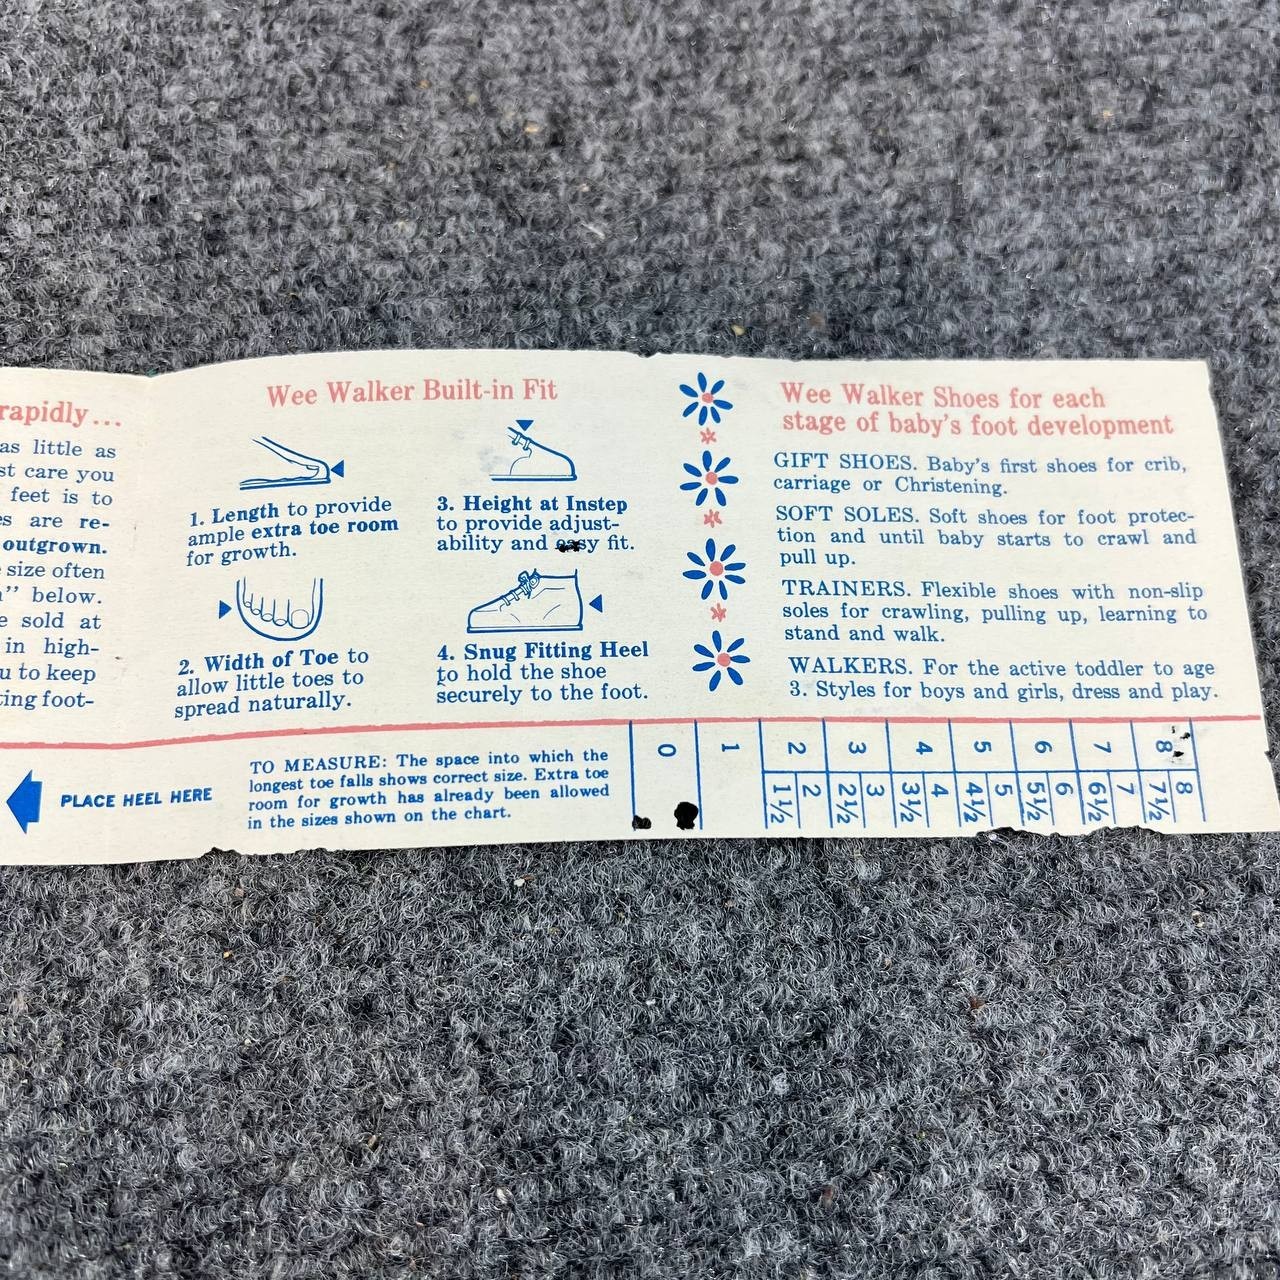 rapidly...
as little as
st care you
feet is to
es are re-
outgrown.
size often
" below.
e sold at
in high-
u to keep
ting foot-
Wee Walker Built-in Fit
1. Length to provide
ample extra toe room
for growth.
2. Width of Toe to
allow little toes to
spread naturally.
3. Height at Instep
to provide adjust-
ability and easy fit.
4. Snug Fitting Heel
to hold the shoe
securely to the foot.
Wee Walker Shoes for each
stage of baby's foot development
GIFT SHOES. Baby's first shoes for crib,
carriage or Christening.
SOFT SOLES. Soft shoes for foot protec-
tion and until baby starts to crawl and
pull up.
TRAINERS. Flexible shoes with non-slip
soles for crawling, pulling up, learning to
stand and walk.
WALKERS. For the active toddler to age
3. Styles for boys and girls, dress and play.
PLACE HEEL HERE
TO MEASURE: The space into which the
longest toe falls shows correct size. Extra toe
room for growth has already been allowed
in the sizes shown on the chart.
0 1 2 3 4 5 6 7 8
1½ 2 2½ 3 3½ 4 4½ 5 5½ 6 6½ 7 7½ 8